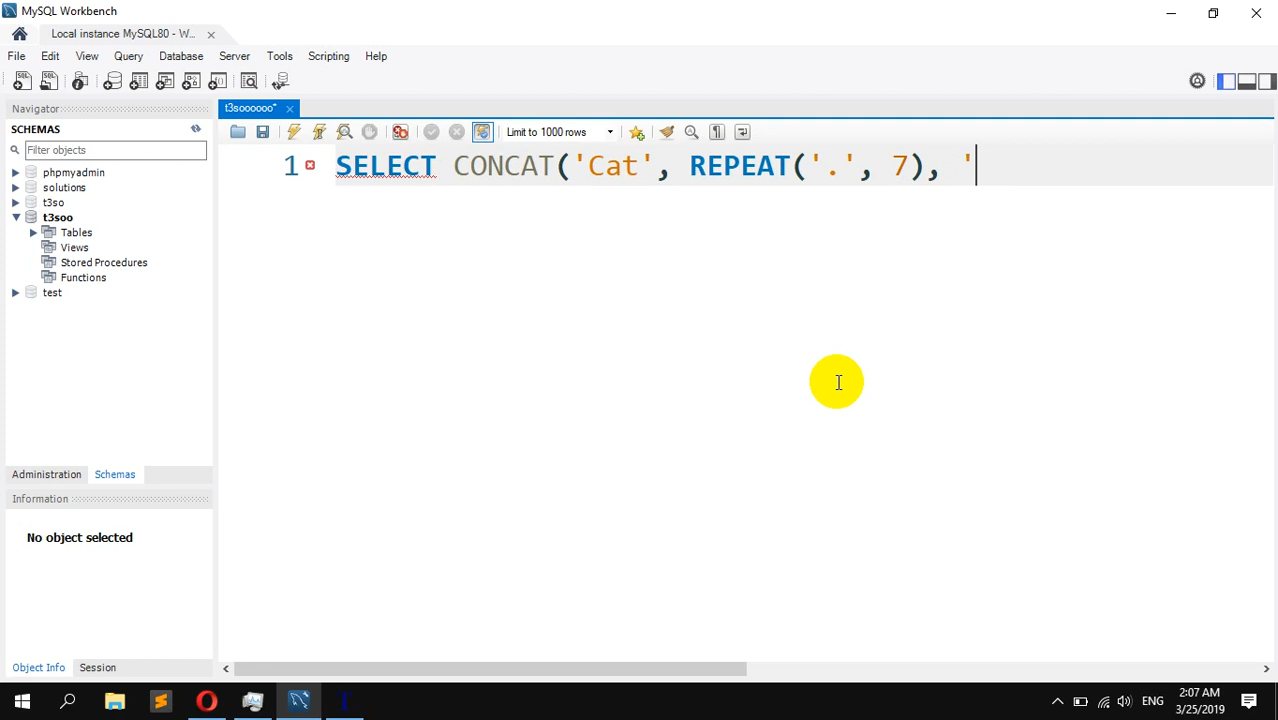 MySQL Workbench
Local instance MySQL80 - W...
File Edit View Query Database Server Tools Scripting Help
Navigator
t3soooooo*
SCHEMAS
Limit to 1000 rows
Filter objects
1 SELECT CONCAT('Cat', REPEAT('.', 7), '
phpmyadmin
solutions
t3so
t3soo
Tables
Views
Stored Procedures
Functions
test
Administration Schemas
Information
No object selected
Object Info Session
ENG
2:07 AM
3/25/2019